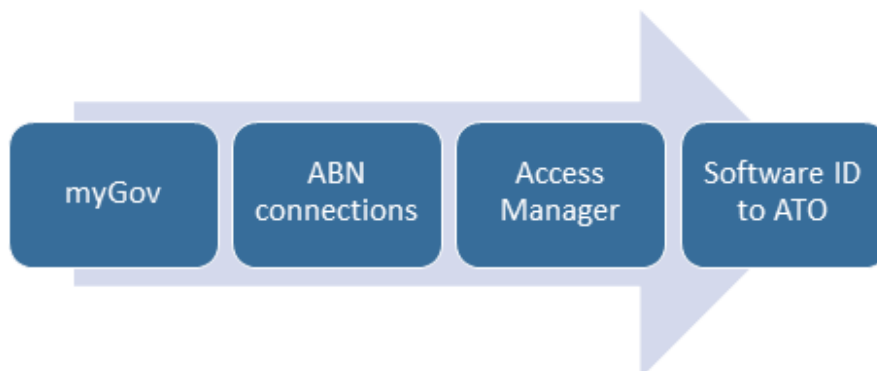 myGov
ABN
connections
Access
Manager
Software ID
to ATO